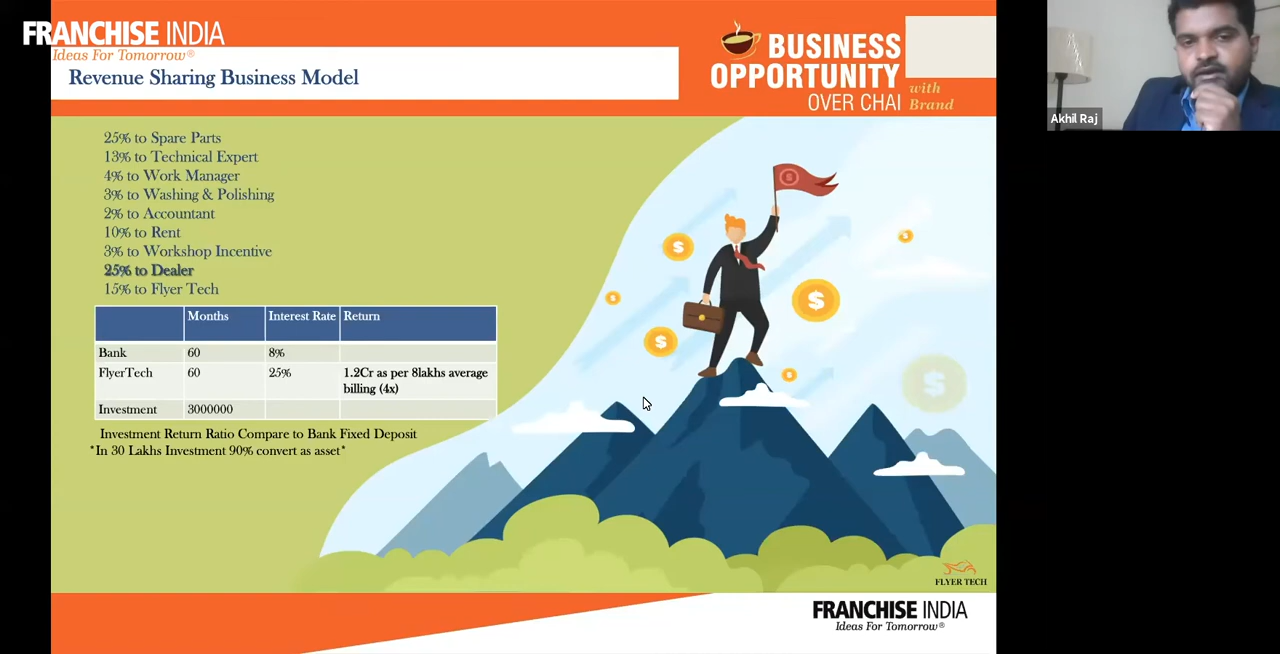 FRANCHISE INDIA
Ideas For Tomorrow®
Revenue Sharing Business Model
BUSINESS
OPPORTUNITY
OVER CHAI
with
Brand
Akhil Raj
25% to Spare Parts
13% to Technical Expert
4% to Work Manager
3% to Washing & Polishing
2% to Accountant
10% to Rent
3% to Workshop Incentive
25% to Dealer
15% to Flyer Tech
Months Interest Rate Return
Bank 60 8%
FlyerTech 60 25% 1.2Cr as per 8lakhs average
billing (4x)
Investment 3000000
Investment Return Ratio Compare to Bank Fixed Deposit
*In 30 Lakhs Investment 90% convert as asset*
FLYER TECH
FRANCHISE INDIA
Ideas For Tomorrow®